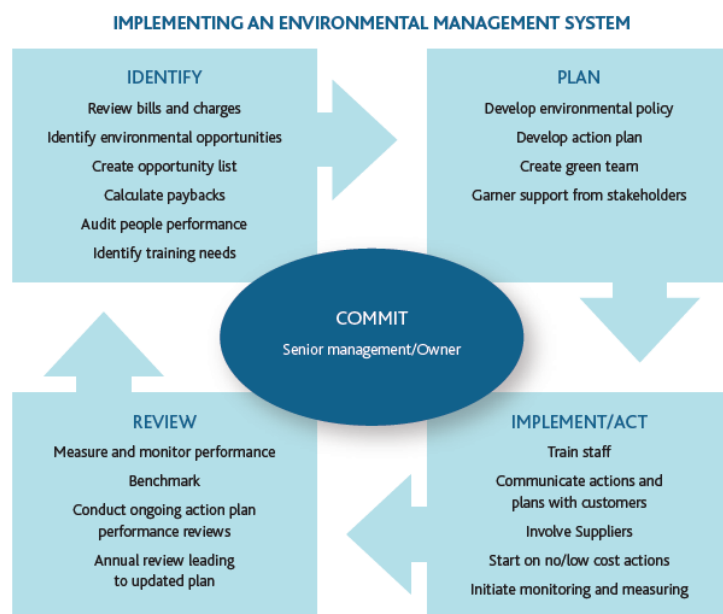 IMPLEMENTING AN ENVIRONMENTAL MANAGEMENT SYSTEM
IDENTIFY
Review bills and charges
Identify environmental opportunities
Create opportunity list
Calculate paybacks
Audit people performance
Identify training needs
PLAN
Develop environmental policy
Develop action plan
Create green team
Garner support from stakeholders
COMMIT
Senior management/Owner
REVIEW
Measure and monitor performance
Benchmark
Conduct ongoing action plan
performance reviews
Annual review leading
to updated plan
IMPLEMENT/ACT
Train staff
Communicate actions and
plans with customers
Involve Suppliers
Start on no/low cost actions
Initiate monitoring and measuring